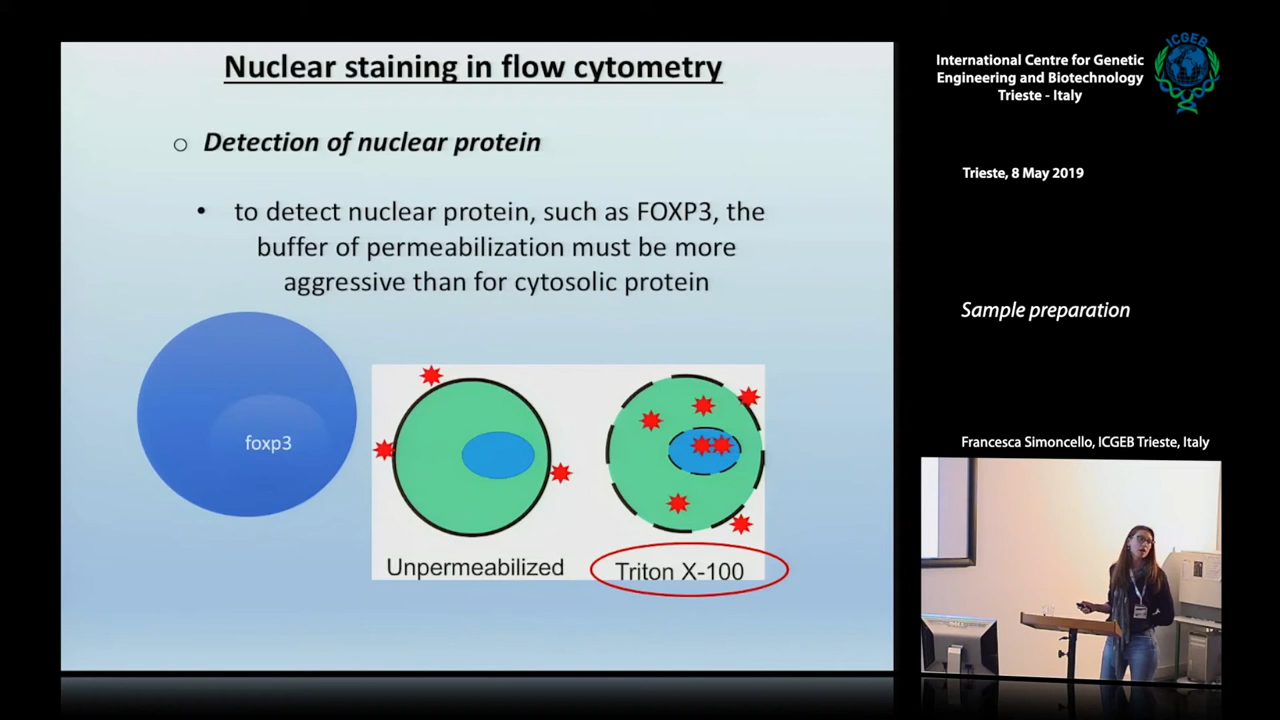 Nuclear staining in flow cytometry
o Detection of nuclear protein
• to detect nuclear protein, such as FOXP3, the
buffer of permeabilization must be more
aggressive than for cytosolic protein
foxp3
Unpermeabilized
Triton X-100
International Centre for Genetic
Engineering and Biotechnology
Trieste - Italy
ICGEB
Trieste, 8 May 2019
Sample preparation
Francesca Simoncello, ICGEB Trieste, Italy